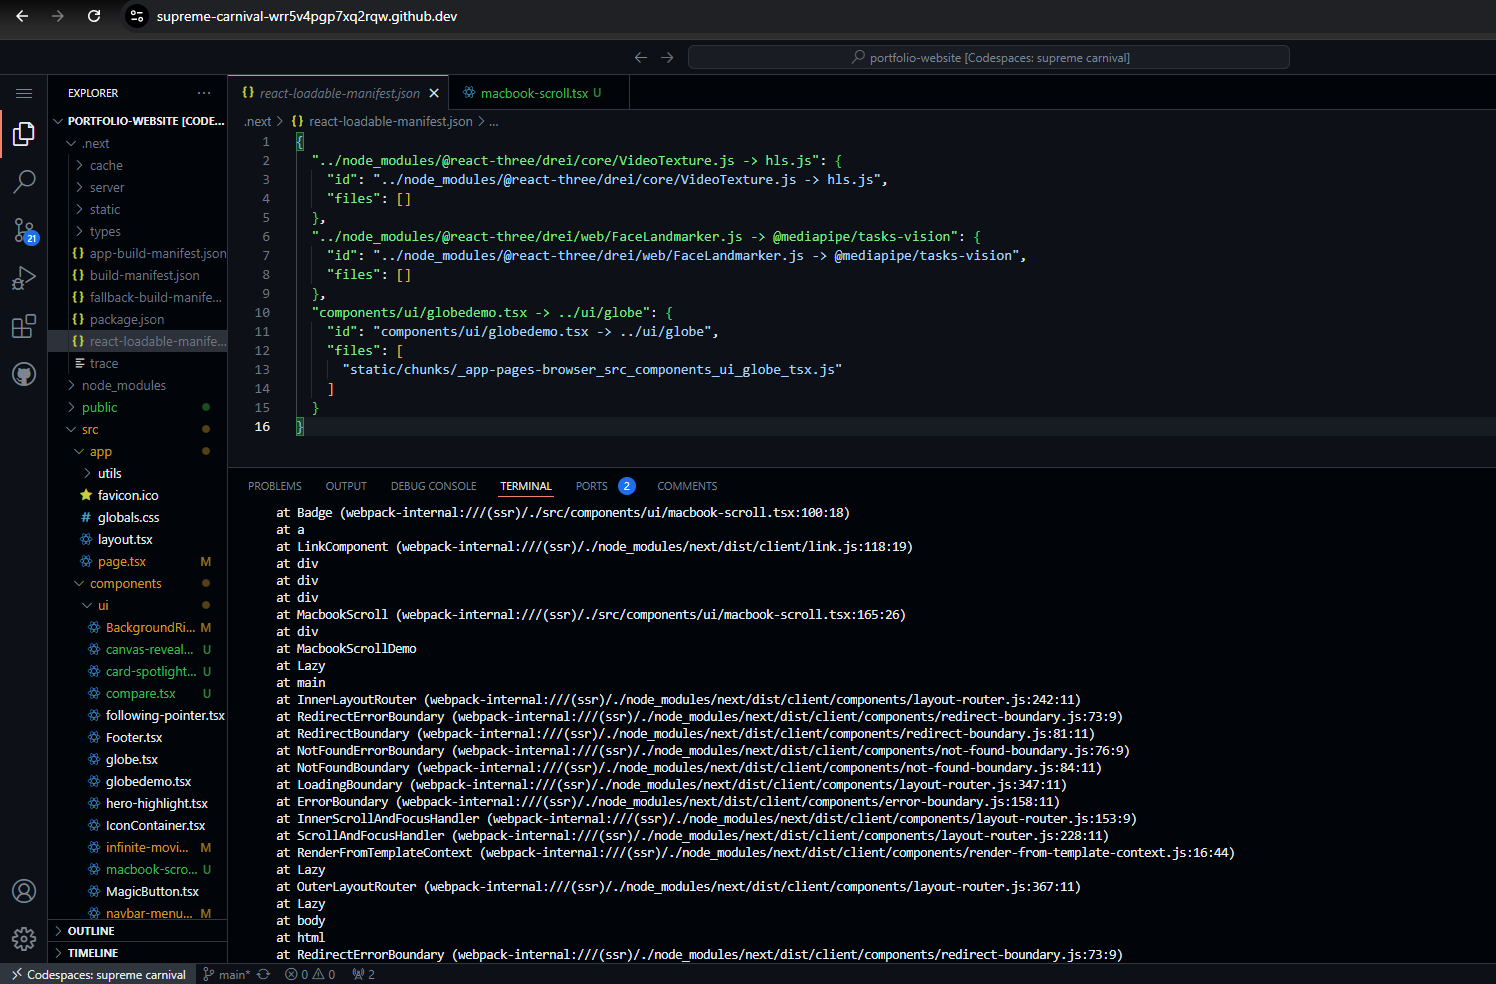 supreme-carnival-wrr5v4pgp7xq2rqw.github.dev
portfolio-website [Codespaces: supreme carnival]
EXPLORER
···
PORTFOLIO-WEBSITE [CODE...
.next
cache
server
static
types
app-build-manifest.json
build-manifest.json
fallback-build-manife...
package.json
react-loadable-manife...
trace
node_modules
public
src
app
utils
favicon.ico
# globals.css
layout.tsx
page.tsx M
components
ui
BackgroundRi... M
canvas-reveal... U
card-spotlight... U
compare.tsx U
following-pointer.tsx
Footer.tsx
globe.tsx
globedemo.tsx
hero-highlight.tsx
IconContainer.tsx
infinite-movi... M
macbook-scro... U
MagicButton.tsx
navbar-menu... M
OUTLINE
TIMELINE
21
{} react-loadable-manifest.json
macbook-scroll.tsx U
.next > {} react-loadable-manifest.json > ...
1 {
2 "../node_modules/@react-three/drei/core/VideoTexture.js -> hls.js": {
3 "id": "../node_modules/@react-three/drei/core/VideoTexture.js -> hls.js",
4 "files": []
5 },
6 "../node_modules/@react-three/drei/web/FaceLandmarker.js -> @mediapipe/tasks-vision": {
7 "id": "../node_modules/@react-three/drei/web/FaceLandmarker.js -> @mediapipe/tasks-vision",
8 "files": []
9 },
10 "components/ui/globedemo.tsx -> ../ui/globe": {
11 "id": "components/ui/globedemo.tsx -> ../ui/globe",
12 "files": [
13 "static/chunks/_app-pages-browser_src_components_ui_globe_tsx.js"
14 ]
15 }
16 }
PROBLEMS OUTPUT DEBUG CONSOLE TERMINAL PORTS 2 COMMENTS
at Badge (webpack-internal:///(ssr)/./src/components/ui/macbook-scroll.tsx:100:18)
at a
at LinkComponent (webpack-internal:///(ssr)/./node_modules/next/dist/client/link.js:118:19)
at div
at div
at div
at MacbookScroll (webpack-internal:///(ssr)/./src/components/ui/macbook-scroll.tsx:165:26)
at div
at MacbookScrollDemo
at Lazy
at main
at InnerLayoutRouter (webpack-internal:///(ssr)/./node_modules/next/dist/client/components/layout-router.js:242:11)
at RedirectErrorBoundary (webpack-internal:///(ssr)/./node_modules/next/dist/client/components/redirect-boundary.js:73:9)
at RedirectBoundary (webpack-internal:///(ssr)/./node_modules/next/dist/client/components/redirect-boundary.js:81:11)
at NotFoundErrorBoundary (webpack-internal:///(ssr)/./node_modules/next/dist/client/components/not-found-boundary.js:76:9)
at NotFoundBoundary (webpack-internal:///(ssr)/./node_modules/next/dist/client/components/not-found-boundary.js:84:11)
at LoadingBoundary (webpack-internal:///(ssr)/./node_modules/next/dist/client/components/layout-router.js:347:11)
at ErrorBoundary (webpack-internal:///(ssr)/./node_modules/next/dist/client/components/error-boundary.js:158:11)
at InnerScrollAndFocusHandler (webpack-internal:///(ssr)/./node_modules/next/dist/client/components/layout-router.js:153:9)
at ScrollAndFocusHandler (webpack-internal:///(ssr)/./node_modules/next/dist/client/components/layout-router.js:228:11)
at RenderFromTemplateContext (webpack-internal:///(ssr)/./node_modules/next/dist/client/components/render-from-template-context.js:16:44)
at Lazy
at OuterLayoutRouter (webpack-internal:///(ssr)/./node_modules/next/dist/client/components/layout-router.js:367:11)
at Lazy
at body
at html
at RedirectErrorBoundary (webpack-internal:///(ssr)/./node_modules/next/dist/client/components/redirect-boundary.js:73:9)
Codespaces: supreme carnival main* 0 0 2